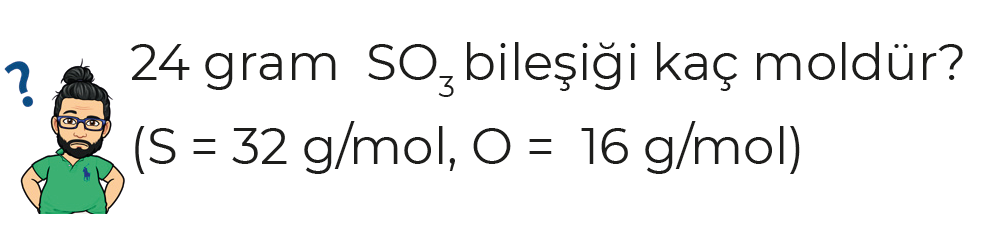 ?
24 gram SO₃ bileşiği kaç moldür?
(S = 32 g/mol, O = 16 g/mol)